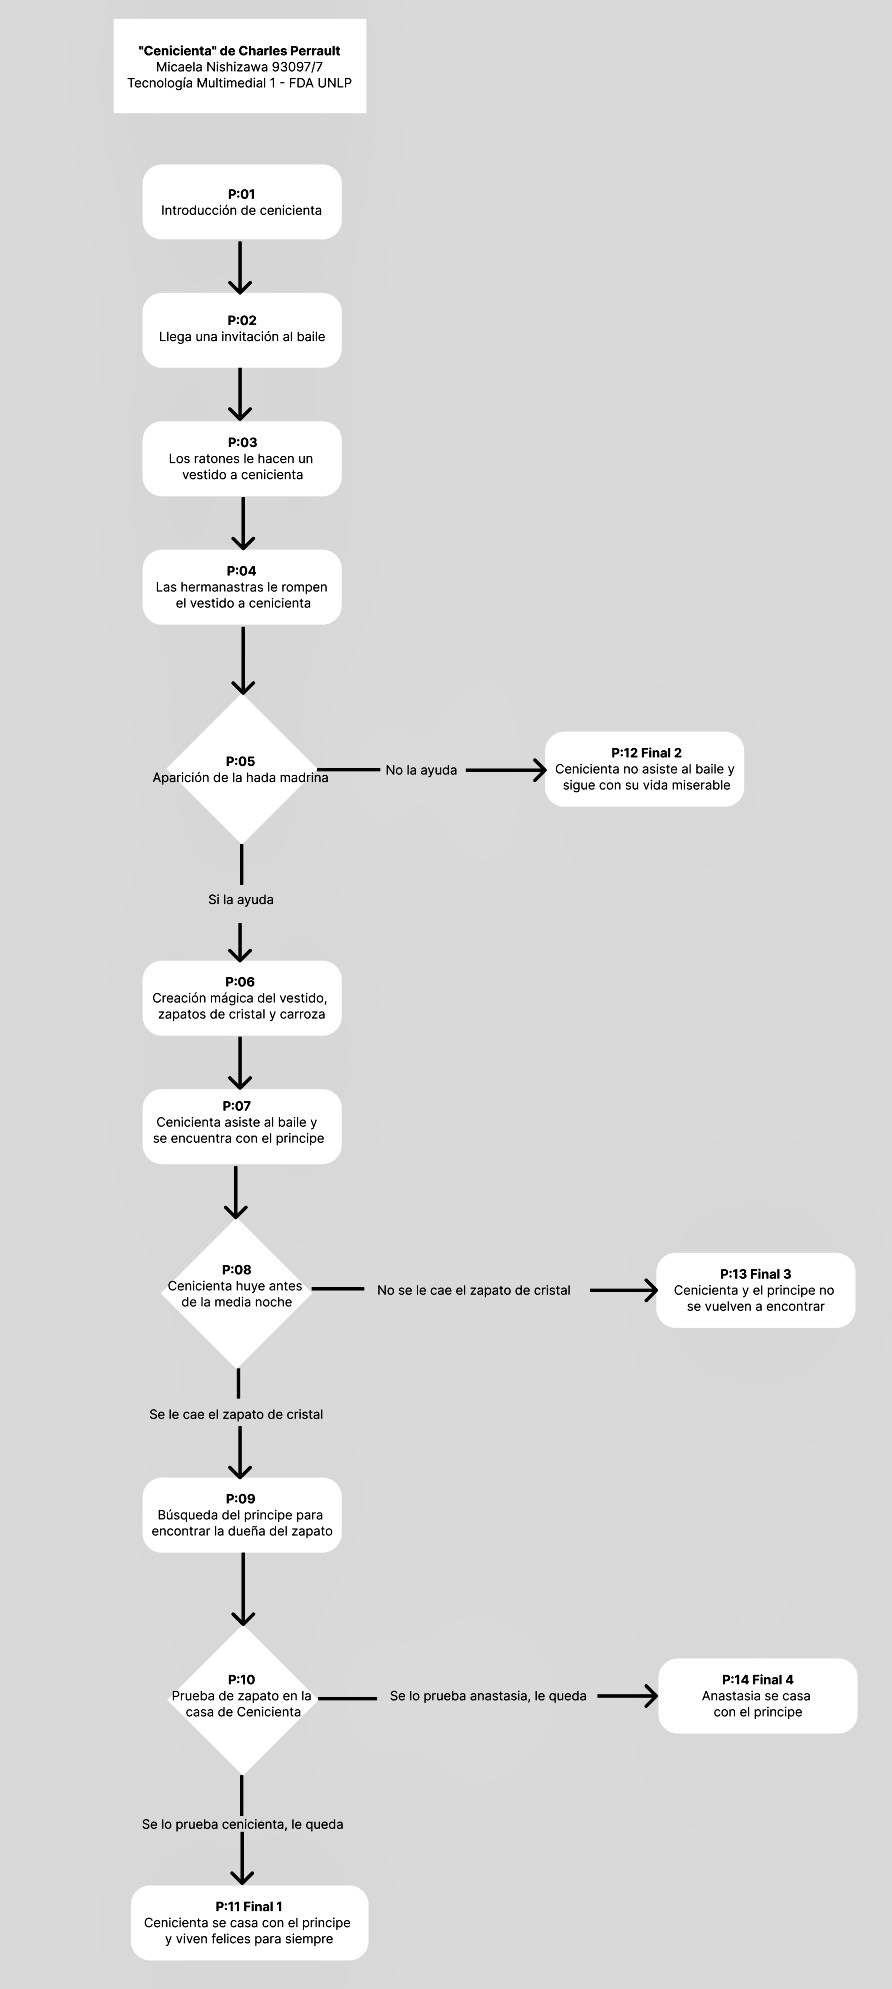 "Cenicienta" de Charles Perrault
Micaela Nishizawa 93097/7
Tecnología Multimedial 1 - FDA UNLP
P:01
Introducción de cenicienta
P:02
Llega una invitación al baile
P:03
Los ratones le hacen un
vestido a cenicienta
P:04
Las hermanastras le rompen
el vestido a cenicienta
P:05
Aparición de la hada madrina
No la ayuda
P:12 Final 2
Cenicienta no asiste al baile y
sigue con su vida miserable
Si la ayuda
P:06
Creación mágica del vestido,
zapatos de cristal y carroza
P:07
Cenicienta asiste al baile y
se encuentra con el principe
P:08
Cenicienta huye antes
de la media noche
No se le cae el zapato de cristal
P:13 Final 3
Cenicienta y el principe no
se vuelven a encontrar
Se le cae el zapato de cristal
P:09
Búsqueda del principe para
encontrar la dueña del zapato
P:10
Prueba de zapato en la
casa de Cenicienta
Se lo prueba anastasia, le queda
P:14 Final 4
Anastasia se casa
con el principe
Se lo prueba cenicienta, le queda
P:11 Final 1
Cenicienta se casa con el principe
y viven felices para siempre